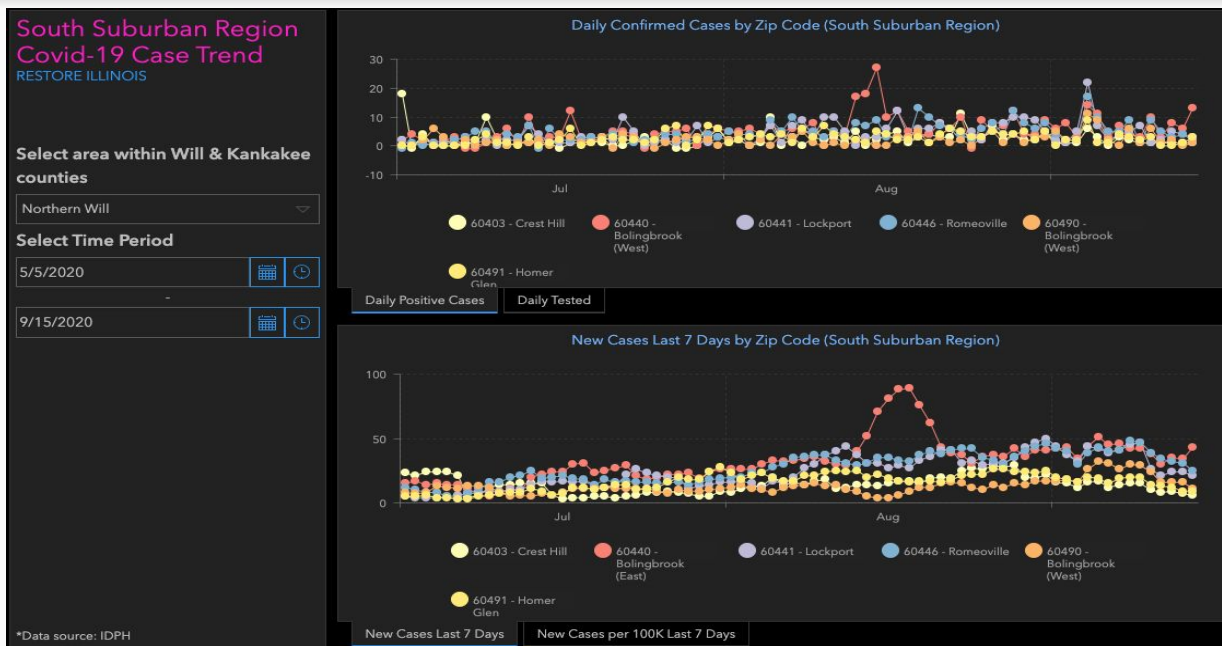 South Suburban Region
Covid-19 Case Trend
RESTORE ILLINOIS
Select area within Will & Kankakee
counties
Northern Will
Select Time Period
5/5/2020
-
9/15/2020
*Data source: IDPH
Daily Confirmed Cases by Zip Code (South Suburban Region)
30
20
10
0
-10
Jul
Aug
60403 - Crest Hill
60440 -
Bolingbrook
(West)
60441 - Lockport
60446 - Romeoville
60490 -
Bolingbrook
(West)
60491 - Homer
Glen
Daily Positive Cases
Daily Tested
New Cases Last 7 Days by Zip Code (South Suburban Region)
100
50
0
Jul
Aug
60403 - Crest Hill
60440 -
Bolingbrook
(East)
60441 - Lockport
60446 - Romeoville
60490 -
Bolingbrook
(West)
60491 - Homer
Glen
New Cases Last 7 Days
New Cases per 100K Last 7 Days